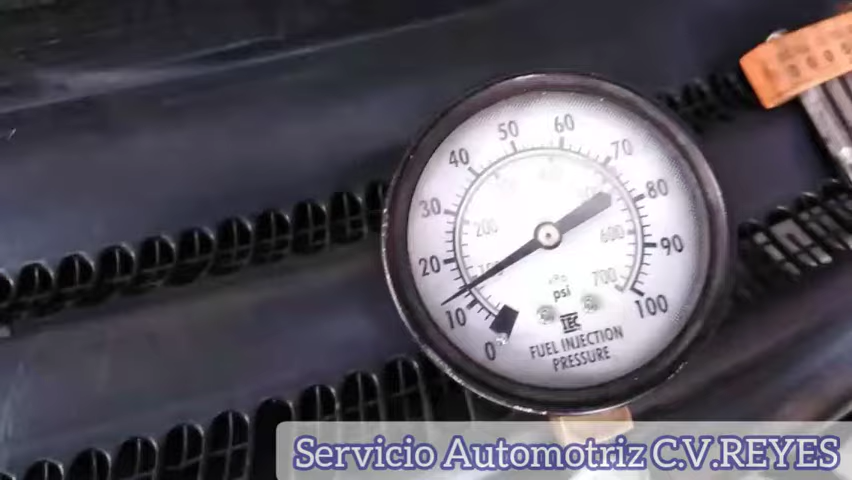 50
60
40
70
30
80
200
600
90
20
700
psi
10
100
0
IEC
FUEL INJECTION
PRESSURE
Servicio Automotriz C.V.REYES